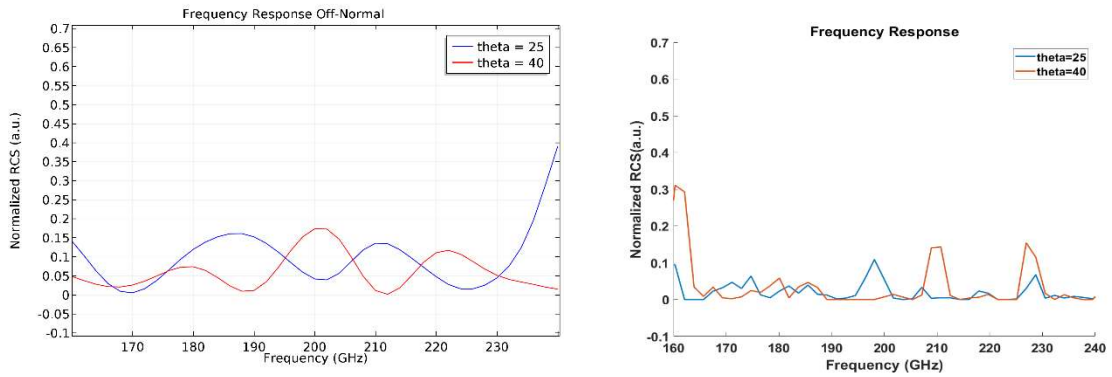 Frequency Response Off-Normal
0.7
0.65
0.6
0.55
0.5
0.45
0.4
0.35
0.3
0.25
0.2
0.15
0.1
0.05
0
-0.05
-0.1
Normalized RCS (a.u.)
theta = 25
theta = 40
170 180 190 200 210 220 230
Frequency (GHz)
Frequency Response
0.7
0.6
0.5
0.4
0.3
0.2
0.1
0
-0.1
Normalized RCS(a.u.)
theta=25
theta=40
160 170 180 190 200 210 220 230 240
Frequency (GHz)